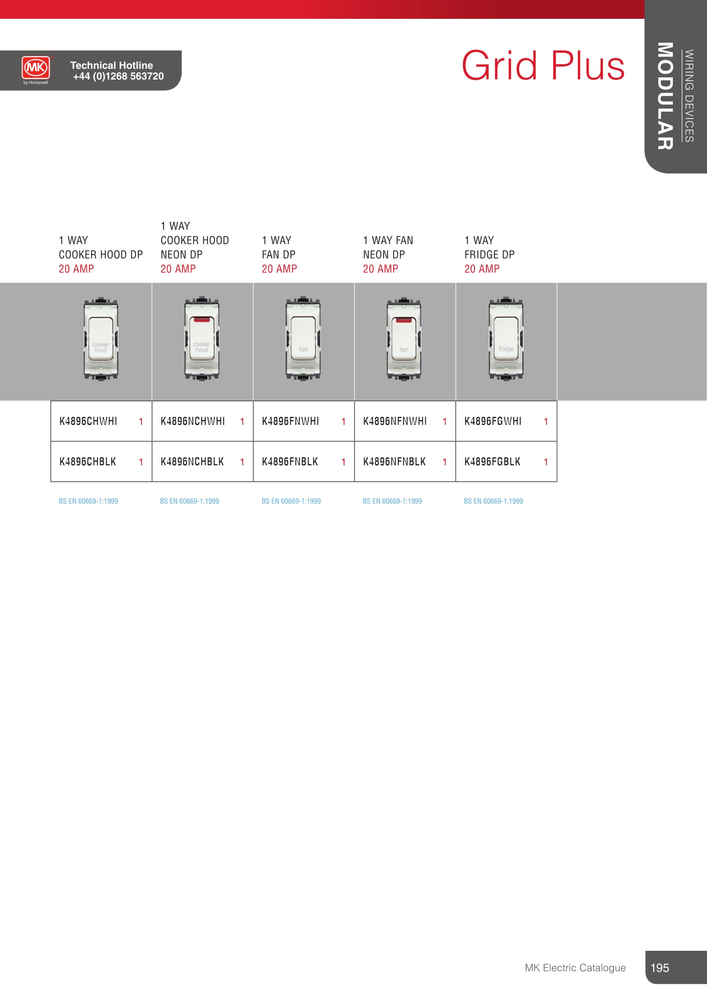 MK
by Honeywell
Technical Hotline
+44 (0)1268 563720
Grid Plus
WIRING DEVICES
MODULAR
1 WAY
COOKER HOOD DP
20 AMP
1 WAY
COOKER HOOD
NEON DP
20 AMP
1 WAY
FAN DP
20 AMP
1 WAY FAN
NEON DP
20 AMP
1 WAY
FRIDGE DP
20 AMP
cooker
hood
cooker
hood
fan
fan
fridge
K4896CHWHI 1 K4896NCHWHI 1 K4896FNWHI 1 K4896NFNWHI 1 K4896FGWHI 1
K4896CHBLK 1 K4896NCHBLK 1 K4896FNBLK 1 K4896NFNBLK 1 K4896FGBLK 1
BS EN 60669-1:1999 BS EN 60669-1:1999 BS EN 60669-1:1999 BS EN 60669-1:1999 BS EN 60669-1:1999
MK Electric Catalogue 195